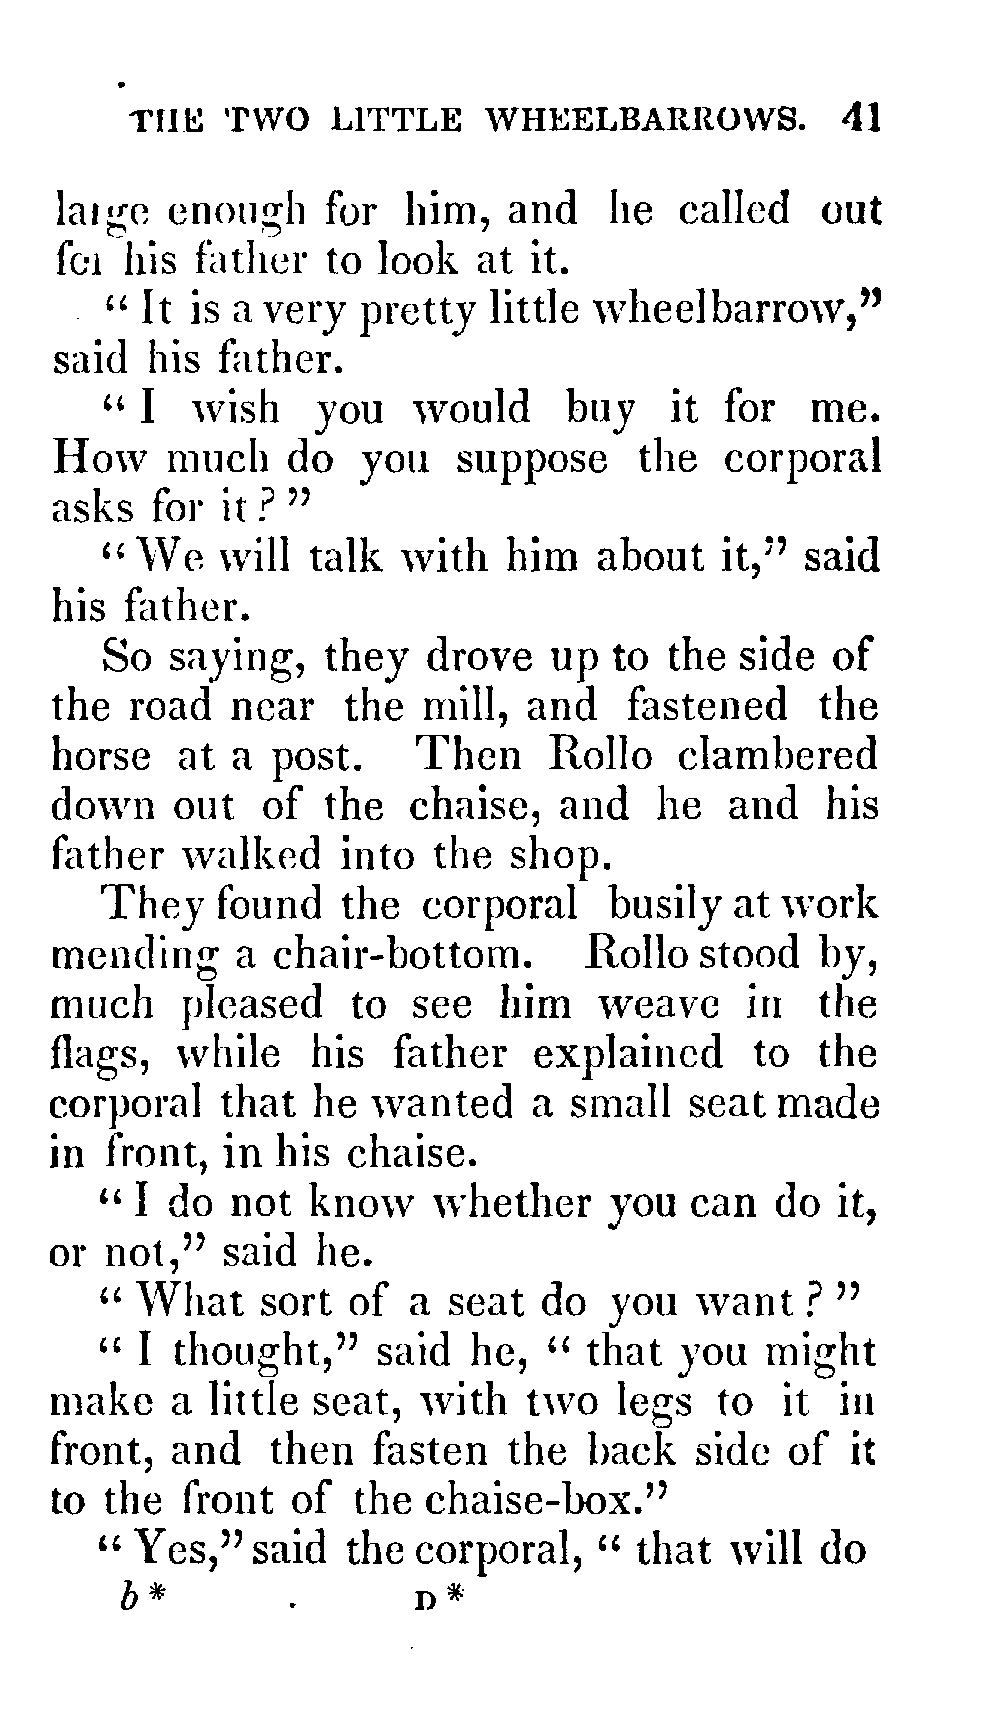 THE TWO LITTLE WHEELBARROWS. 41
large enough for him, and he called out
for his father to look at it.
“ It is a very pretty little wheelbarrow,”
said his father.
“ I wish you would buy it for me.
How much do you suppose the corporal
asks for it ? ”
“ We will talk with him about it,” said
his father.
So saying, they drove up to the side of
the road near the mill, and fastened the
horse at a post. Then Rollo clambered
down out of the chaise, and he and his
father walked into the shop.
They found the corporal busily at work
mending a chair-bottom. Rollo stood by,
much pleased to see him weave in the
flags, while his father explained to the
corporal that he wanted a small seat made
in front, in his chaise.
“ I do not know whether you can do it,
or not,” said he.
“ What sort of a seat do you want ? ”
“ I thought,” said he, “ that you might
make a little seat, with two legs to it in
front, and then fasten the back side of it
to the front of the chaise-box.”
“ Yes,” said the corporal, “ that will do
b * D *